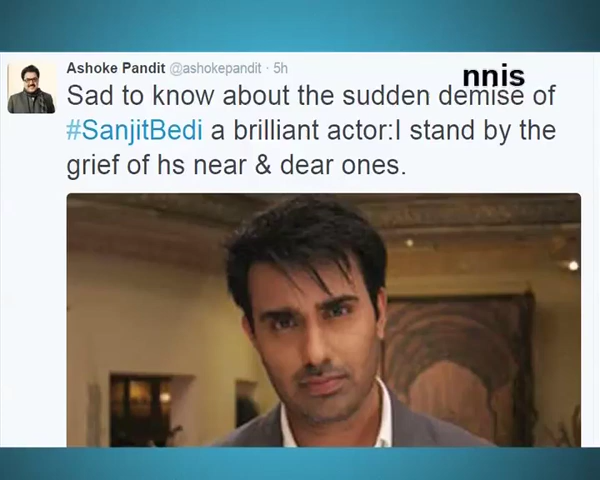 Ashoke Pandit @ashokepandit · 5h
nnis
Sad to know about the sudden demise of
#SanjitBedi a brilliant actor:I stand by the
grief of hs near & dear ones.